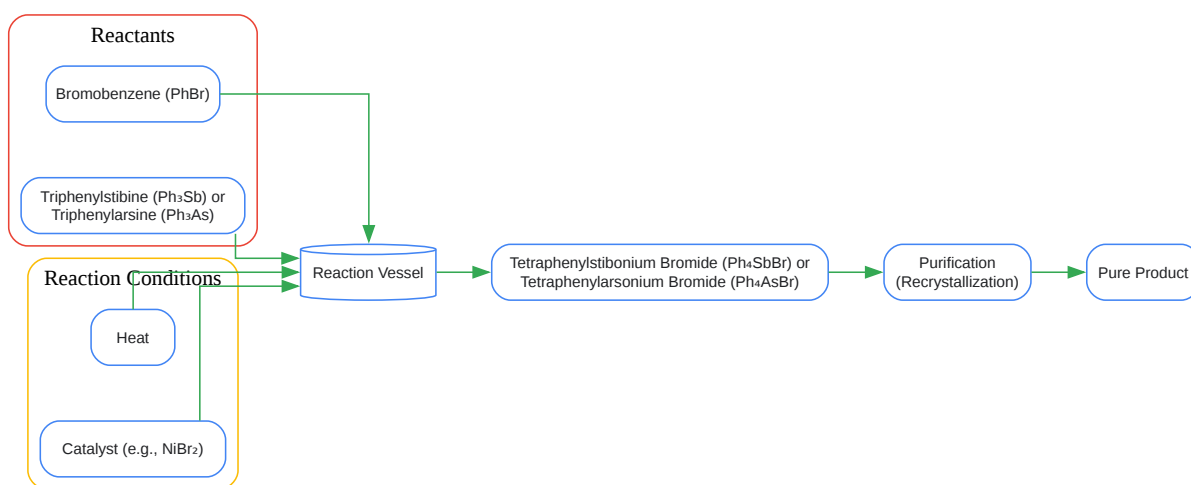 Reactants
Bromobenzene (PhBr)
Triphenylstibine (Ph₃Sb) or
Triphenylarsine (Ph₃As)
Reaction Conditions
Heat
Catalyst (e.g., NiBr₂)
Reaction Vessel
Tetraphenylstibonium Bromide (Ph₄SbBr) or
Tetraphenylarsonium Bromide (Ph₄AsBr)
Purification
(Recrystallization)
Pure Product